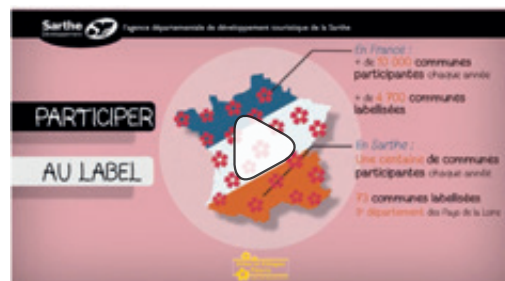 Sarthe
Développement
l'agence départementale de développement touristique de la Sarthe
PARTICIPER
AU LABEL
En France :
+ de 10 000 communes
participantes chaque année
+ de 4 700 communes
labellisées
En Sarthe :
Une centaine de communes
participantes chaque année
73 communes labellisées
département des Pays de la Loire